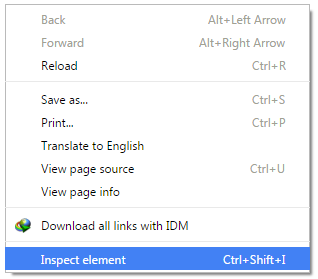 Back Alt+Left Arrow
Forward Alt+Right Arrow
Reload Ctrl+R
Save as... Ctrl+S
Print... Ctrl+P
Translate to English
View page source Ctrl+U
View page info
Download all links with IDM
Inspect element Ctrl+Shift+I